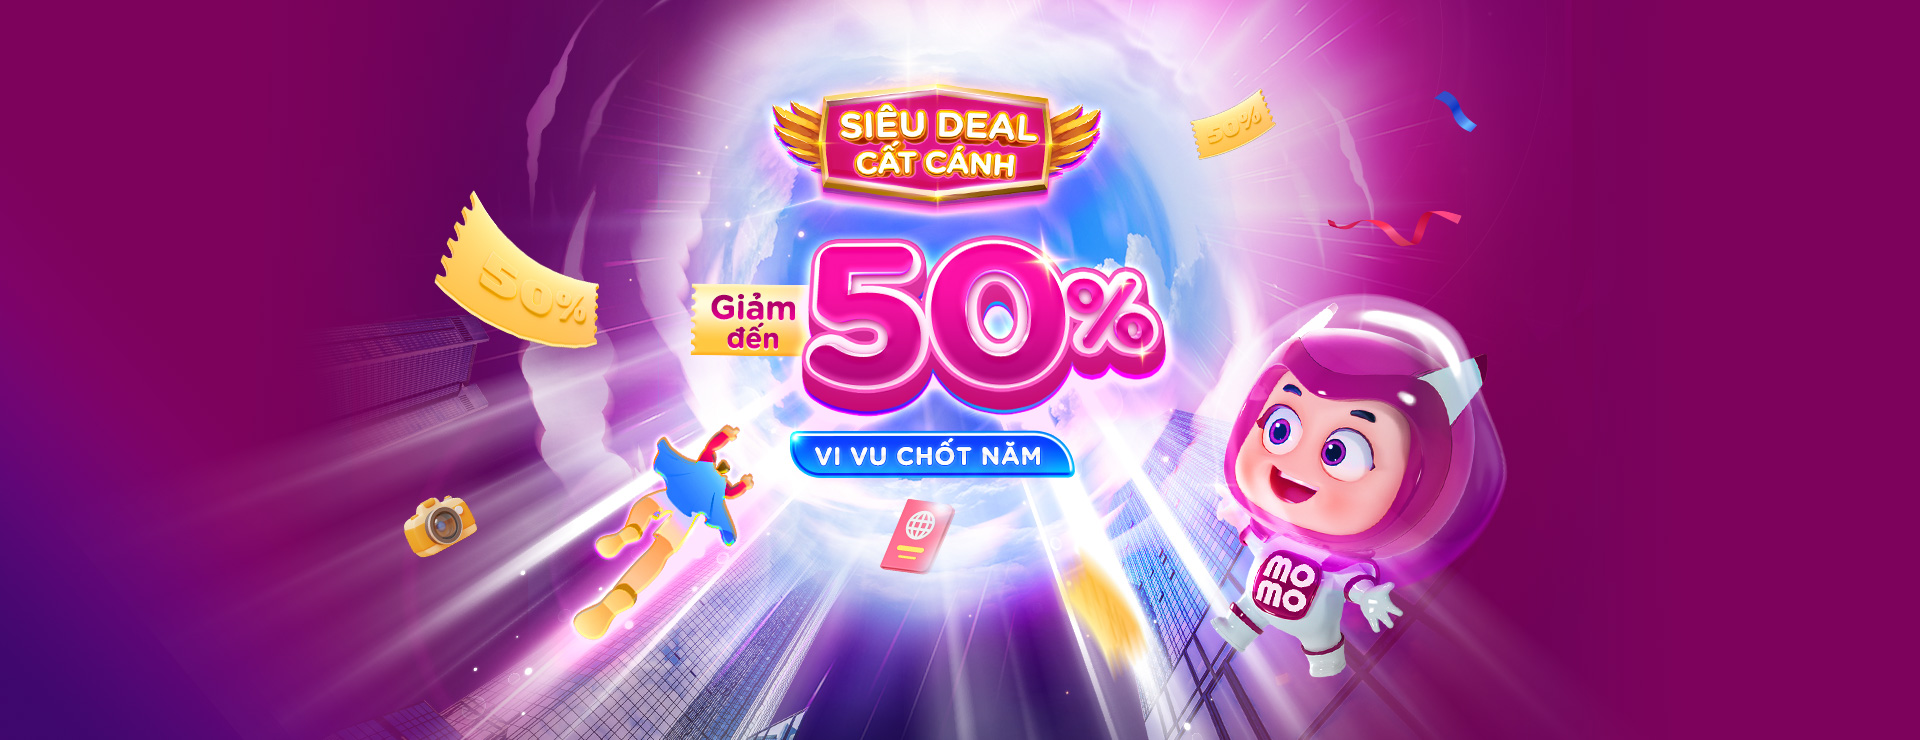 SIÊU DEAL
CẤT CÁNH
50%
50%
Giảm
đến
50%
VI VU CHỐT NĂM
MO
MO